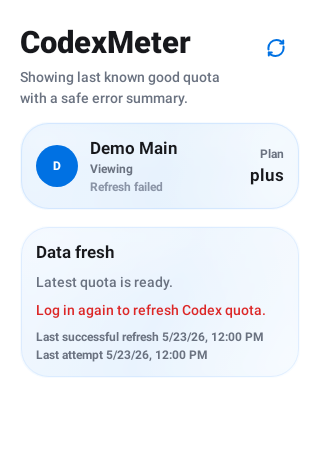 CodexMeter
Showing last known good quota
with a safe error summary.
D
Demo Main
Viewing
Refresh failed
Plan
plus
Data fresh
Latest quota is ready.
Log in again to refresh Codex quota.
Last successful refresh 5/23/26, 12:00 PM
Last attempt 5/23/26, 12:00 PM